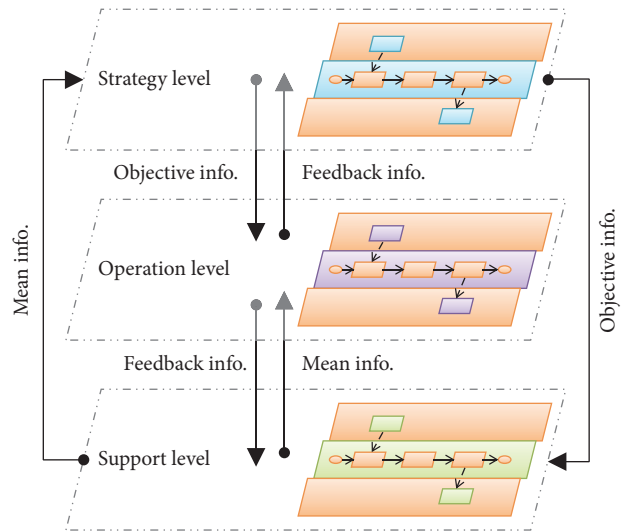 Strategy level
Objective info.
Feedback info.
Mean info.
Operation level
Objective info.
Feedback info.
Mean info.
Support level